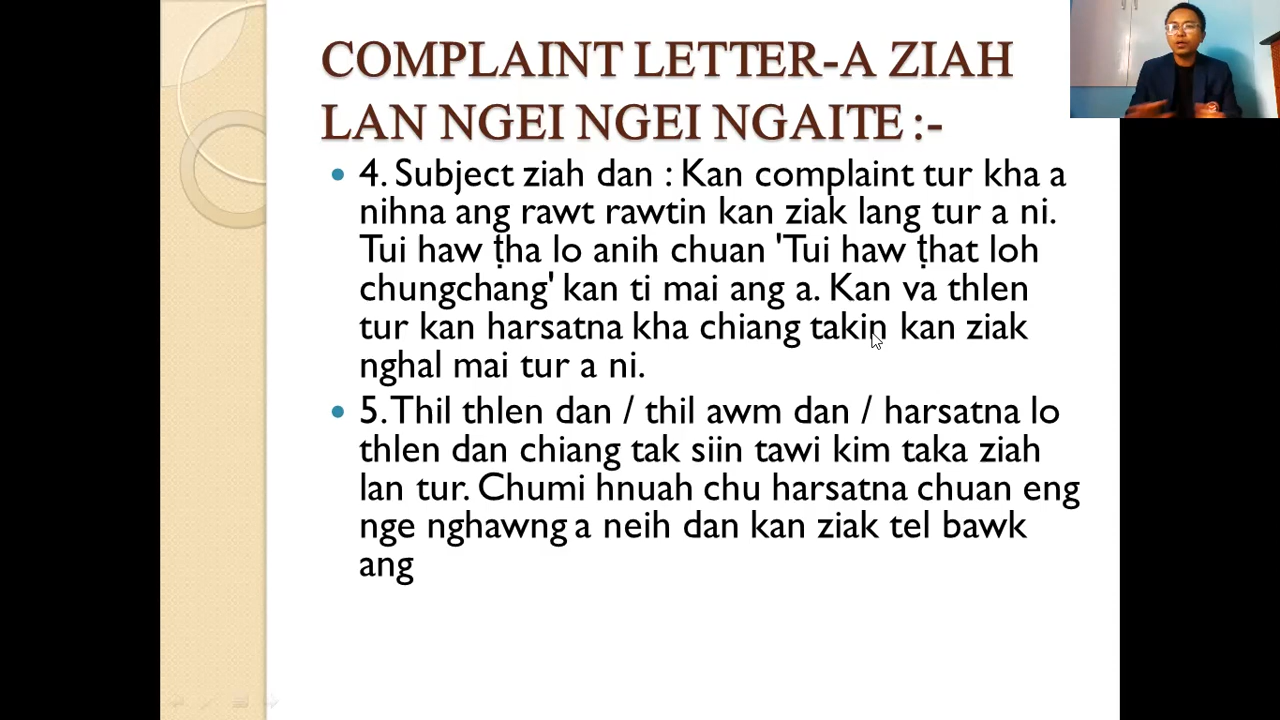 COMPLAINT LETTER-A ZIAH
LAN NGEI NGEI NGAITE :-
• 4. Subject ziah dan : Kan complaint tur kha a
nihna ang rawt rawtin kan ziak lang tur a ni.
Tui haw ṭha lo anih chuan 'Tui haw ṭhat loh
chungchang' kan ti mai ang a. Kan va thlen
tur kan harsatna kha chiang takin kan ziak
nghal mai tur a ni.
• 5. Thil thlen dan / thil awm dan / harsatna lo
thlen dan chiang tak siin tawi kim taka ziah
lan tur. Chumi hnuah chu harsatna chuan eng
nge nghawng a neih dan kan ziak tel bawk
ang